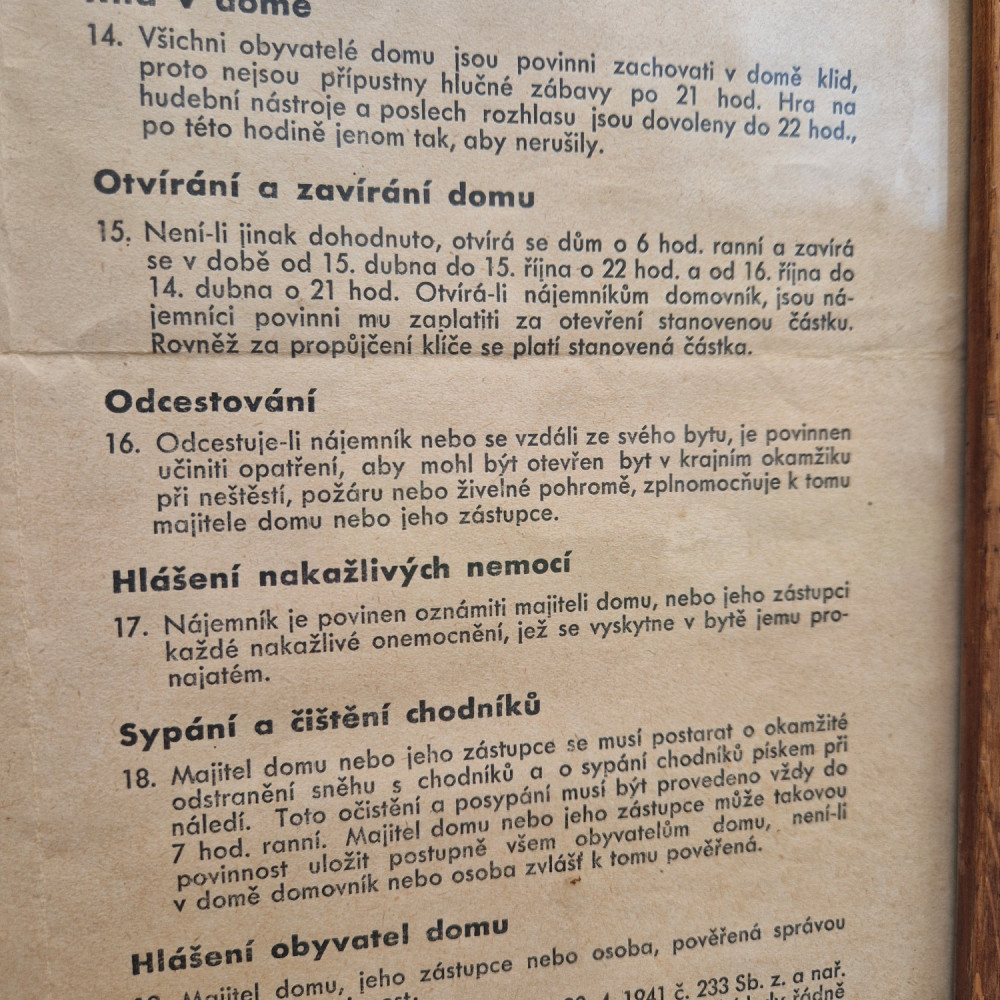 v domě
14. Všichni obyvatelé domu jsou povinni zachovati v domě klid,
proto nejsou přípustny hlučné zábavy po 21 hod. Hra na
hudební nástroje a poslech rozhlasu jsou dovoleny do 22 hod.,
po této hodině jenom tak, aby nerušily.
Otvírání a zavírání domu
15. Není-li jinak dohodnuto, otvírá se dům o 6 hod. ranní a zavírá
se v době od 15. dubna do 15. října o 22 hod. a od 16. října do
14. dubna o 21 hod. Otvírá-li nájemníkům domovník, jsou ná-
jemníci povinni mu zaplatiti za otevření stanovenou částku.
Rovněž za propůjčení klíče se platí stanovená částka.
Odcestování
16. Odcestuje-li nájemník nebo se vzdáli ze svého bytu, je povinnen
učiniti opatření, aby mohl být otevřen byt v krajním okamžiku
při neštěstí, požáru nebo živelné pohromě, zplnomocňuje k tomu
majitele domu nebo jeho zástupce.
Hlášení nakažlivých nemocí
17. Nájemník je povinen oznámiti majiteli domu, nebo jeho zástupci
každé nakažlivé onemocnění, jež se vyskytne v bytě jemu pro-
najatém.
Sypání a čištění chodníků
18. Majitel domu nebo jeho zástupce se musí postarat o okamžité
odstranění sněhu s chodníků a o sypání chodníků pískem při
náledí. Toto očistění a posypání musí být provedeno vždy do
7 hod. ranní. Majitel domu nebo jeho zástupce může takovou
povinnost uložit postupně všem obyvatelům domu, není-li
v domě domovník nebo osoba zvlášť k tomu pověřená.
Hlášení obyvatel domu
Majitel domu, jeho zástupce nebo osoba, pověřená správou
1941 č. 233 Sb. z. a nař.
řádně